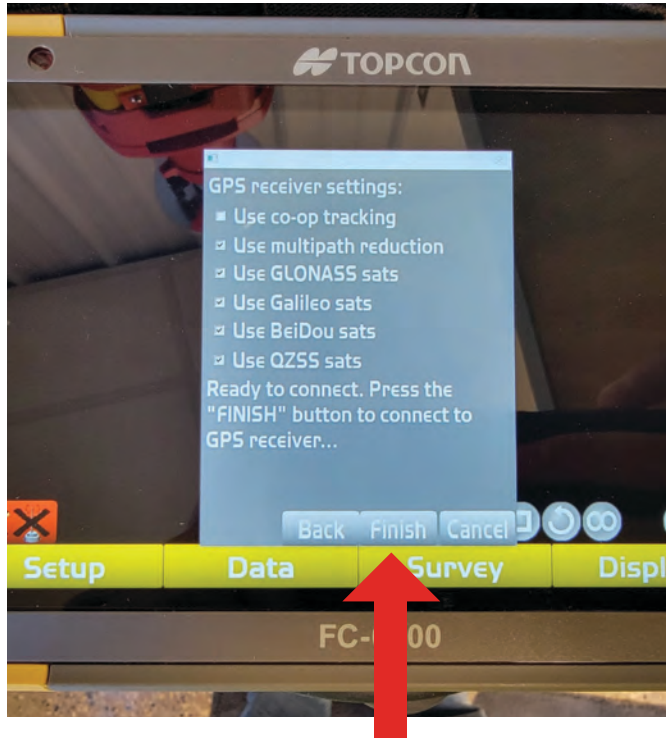 TOPCON
GPS receiver settings:
Use co-op tracking
Use multipath reduction
Use GLONASS sats
Use Galileo sats
Use BeiDou sats
Use QZSS sats
Ready to connect. Press the
"FINISH" button to connect to
GPS receiver...
Back Finish Cancel
Setup Data Survey